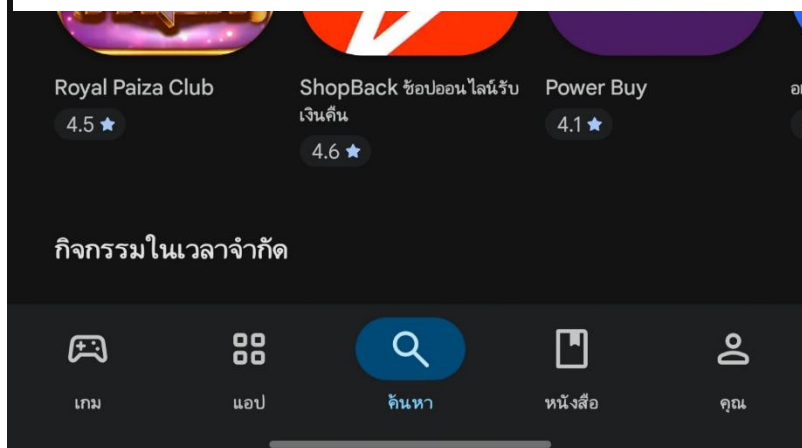 Royal Paiza Club
4.5 ★
ShopBack ช้อปออนไลน์รับ
เงินคืน
4.6 ★
Power Buy
4.1 ★
กิจกรรมในเวลาจำกัด
เกม
แอป
ค้นหา
หนังสือ
คุณ